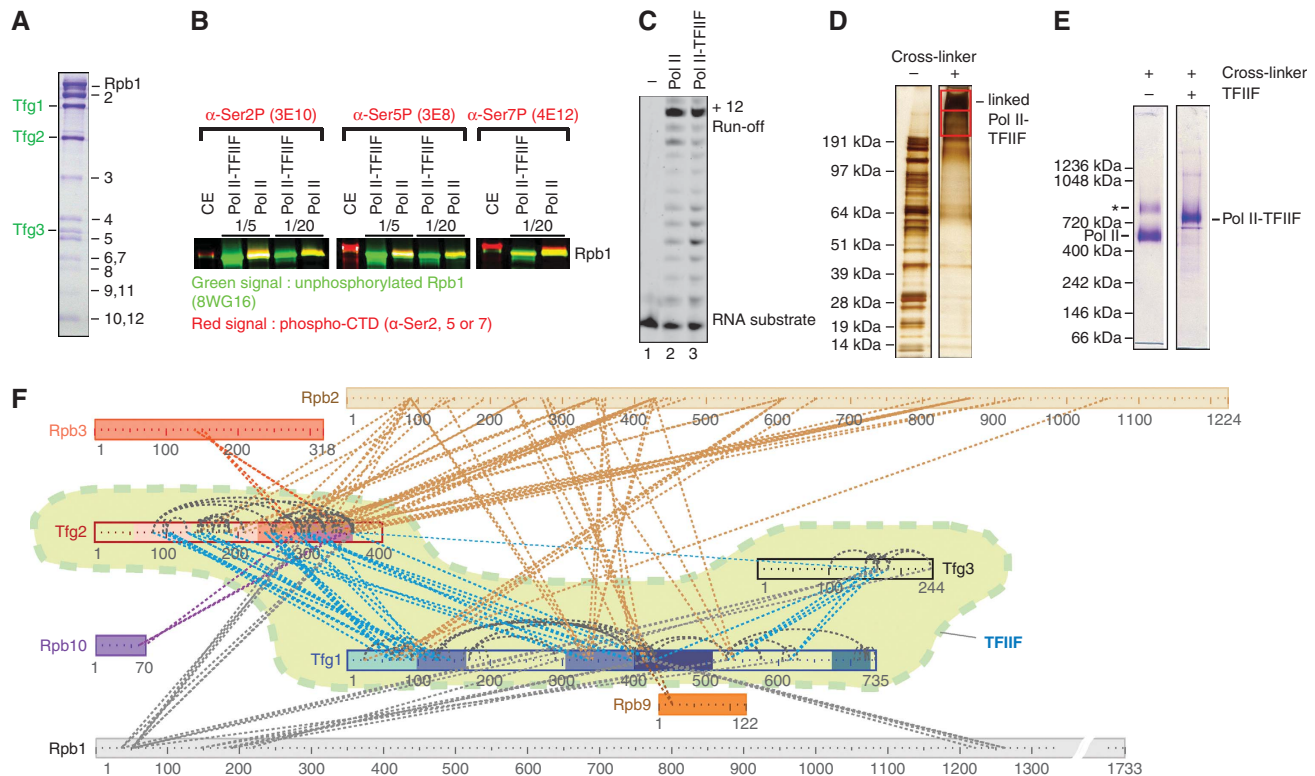 A
Rpb1
2
Tfg1
Tfg2
3
4
Tfg3
5
6,7
8
9,11
10,12
B
α-Ser2P (3E10)
α-Ser5P (3E8)
α-Ser7P (4E12)
CE
Pol II-TFIIF
Pol II
Pol II-TFIIF
Pol II
CE
Pol II-TFIIF
Pol II
Pol II-TFIIF
Pol II
CE
Pol II-TFIIF
Pol II
1/5
1/20
1/5
1/20
1/20
Rpb1
Green signal : unphosphorylated Rpb1
(8WG16)
Red signal : phospho-CTD (α-Ser2, 5 or 7)
C
–
Pol II
Pol II-TFIIF
+ 12
Run-off
RNA substrate
1 2 3
D
Cross-linker
– +
linked
Pol II-
TFIIF
191 kDa
97 kDa
64 kDa
51 kDa
39 kDa
28 kDa
19 kDa
14 kDa
E
+ + Cross-linker
– + TFIIF
1236 kDa
1048 kDa
*
720 kDa
Pol II
400 kDa
242 kDa
146 kDa
66 kDa
Pol II-TFIIF
F
Rpb2
1 100 200 300 400 500 600 700 800 900 1000 1100 1224
Rpb3
1 100 200 318
Tfg2
1 100 200 300 400
Tfg3
1 100 244
Rpb10
1 70
Tfg1
1 100 200 300 400 500 600 735
TFIIF
Rpb9
1 122
Rpb1
1 100 200 300 400 500 600 700 800 900 1000 1100 1200 1300 1733